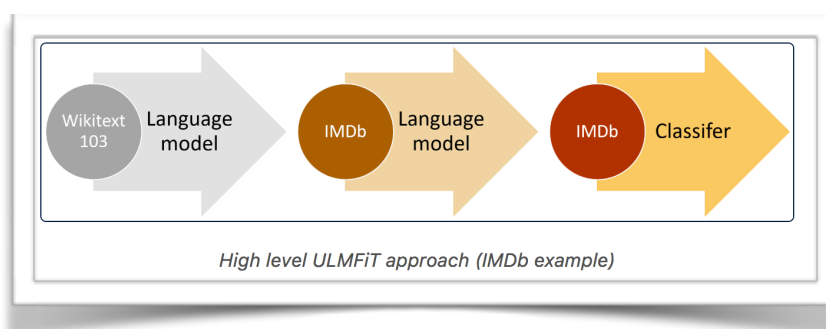 Wikitext
103
Language
model
IMDb
Language
model
IMDb
Classifer
High level ULMFiT approach (IMDb example)